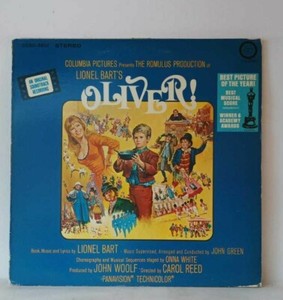 STEREO
COLUMBIA PICTURES Presents THE ROMULUS PRODUCTION of
LIONEL BART'S
OLIVER!
AN ORIGINAL
SOUNDTRACK
RECORDING
BEST PICTURE
OF THE YEAR!
BEST
MUSICAL
SCORE
WINNER 6
ACADEMY
AWARDS
Book, Music and Lyrics by LIONEL BART • Music Supervised, Arranged and Conducted by JOHN GREEN
Choreography and Musical Sequences staged by ONNA WHITE
Produced by JOHN WOOLF Directed by CAROL REED
PANAVISION® TECHNICOLOR®